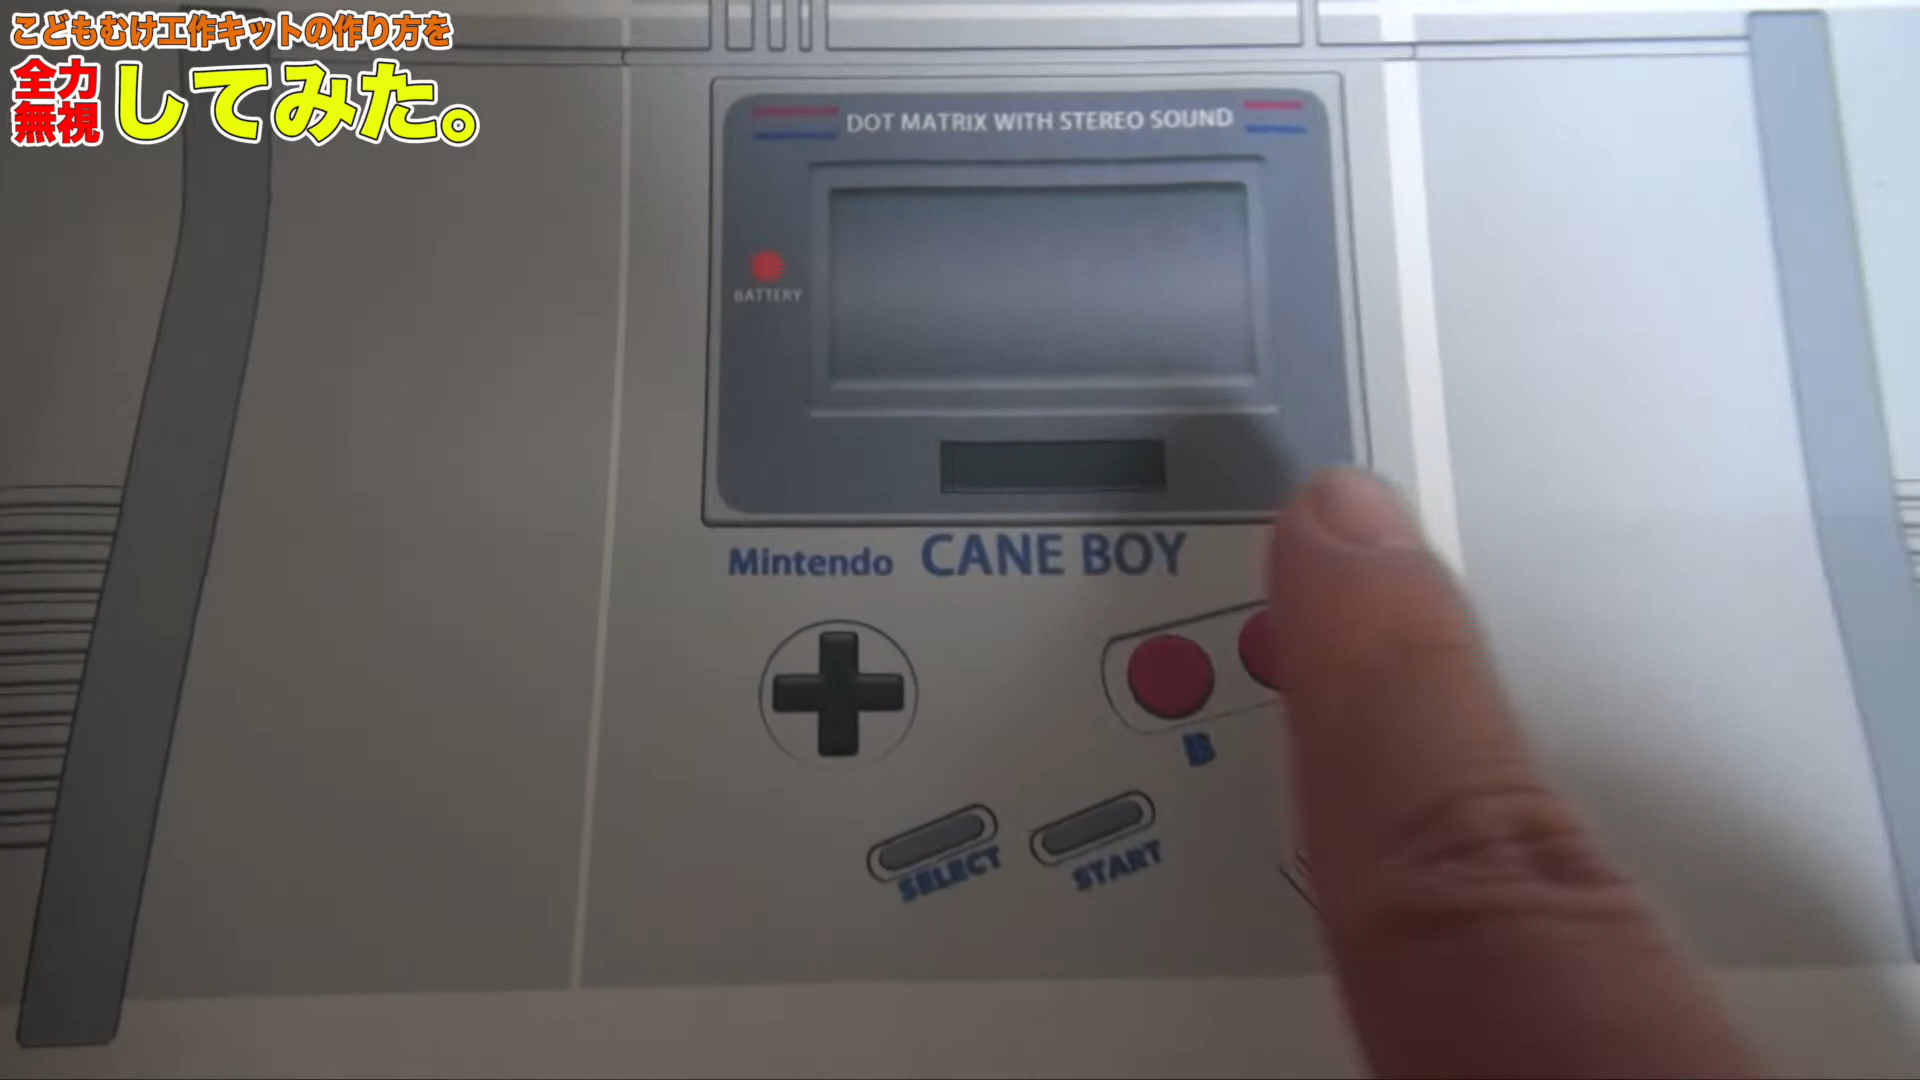 こどもむけ工作キットの作り方を
全力
無視
してみた。
DOT MATRIX WITH STEREO SOUND
BATTERY
Mintendo CANE BOY
B
SELECT
START